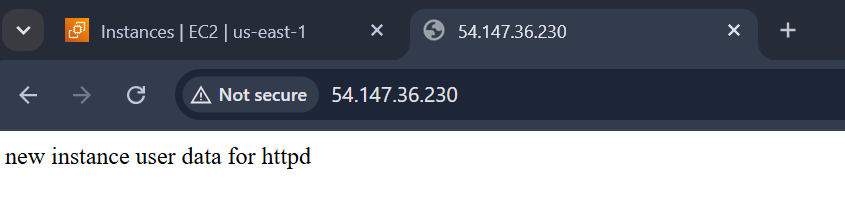 Instances | EC2 | us-east-1
54.147.36.230
Not secure
54.147.36.230
new instance user data for httpd